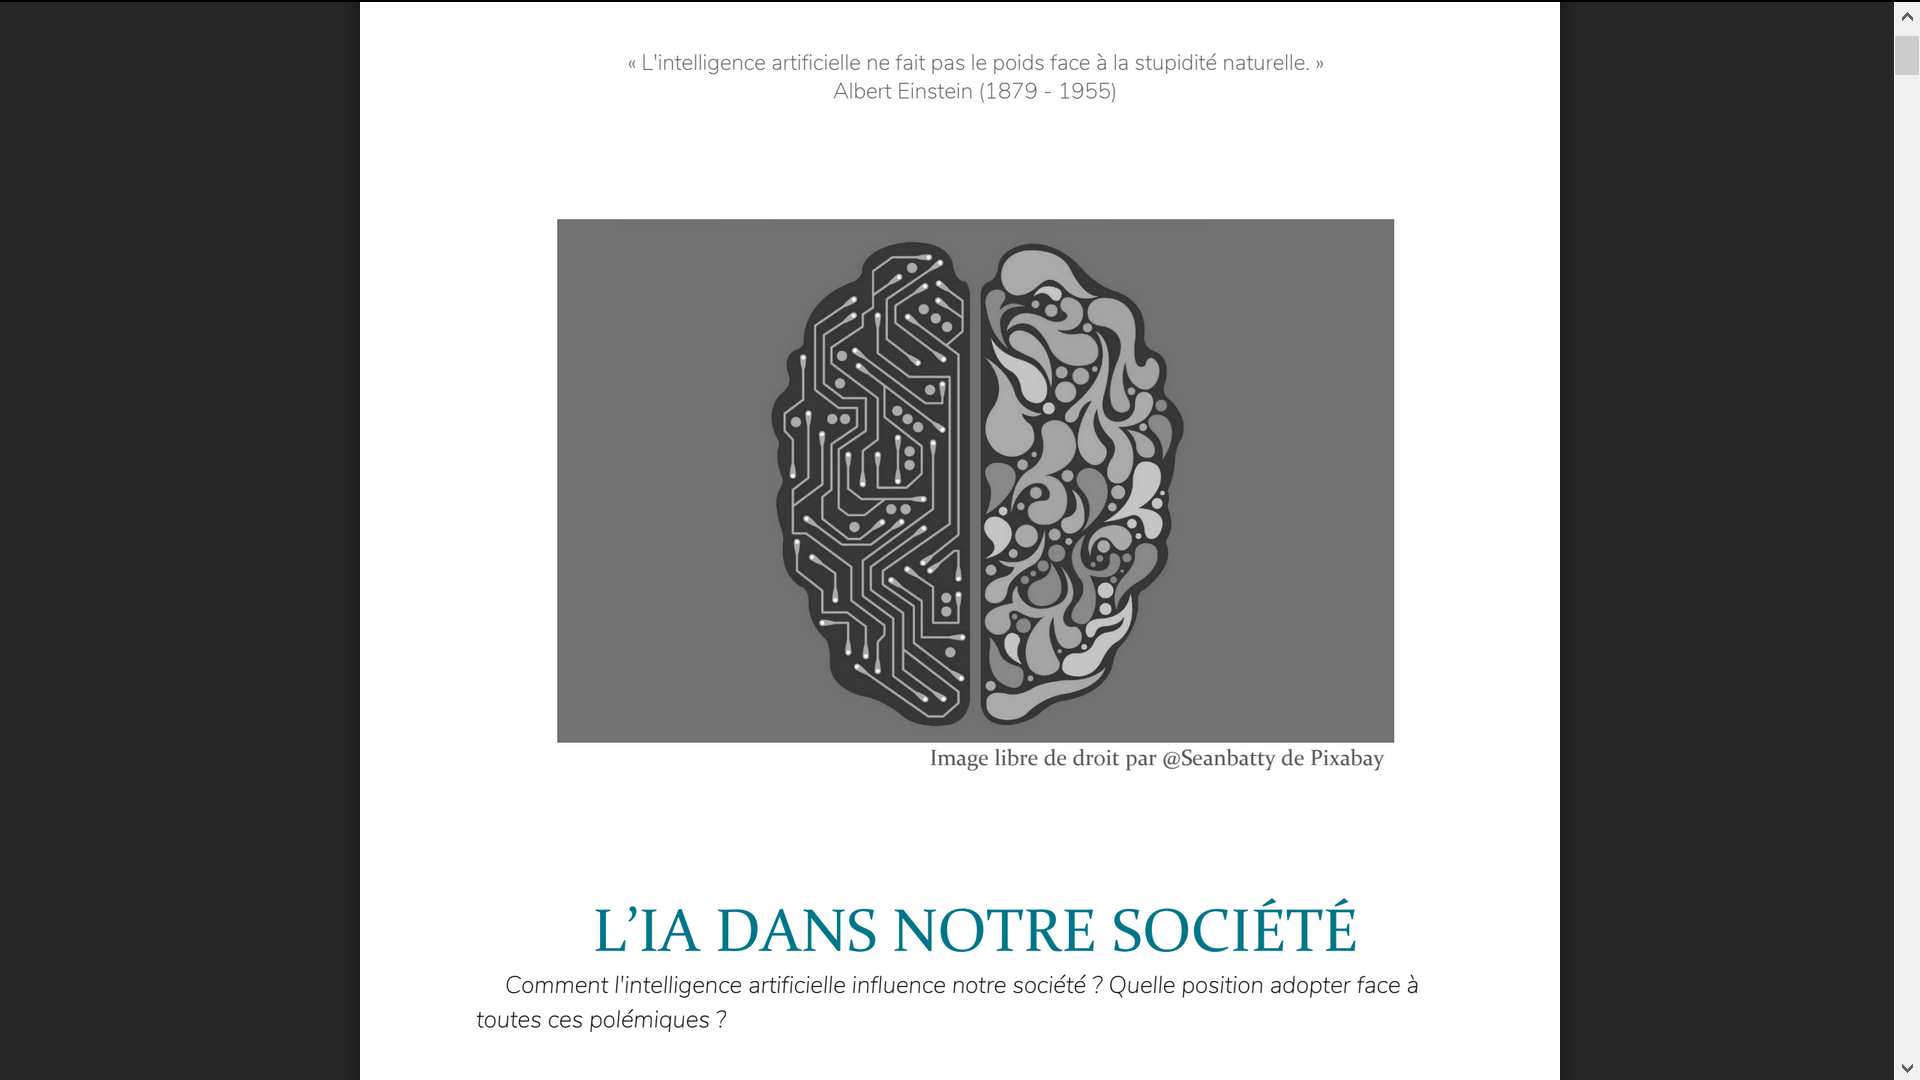 « L'intelligence artificielle ne fait pas le poids face à la stupidité naturelle. »
Albert Einstein (1879 - 1955)
Image libre de droit par @Seanbatty de Pixabay
L’IA DANS NOTRE SOCIÉTÉ
Comment l'intelligence artificielle influence notre société ? Quelle position adopter face à
toutes ces polémiques ?